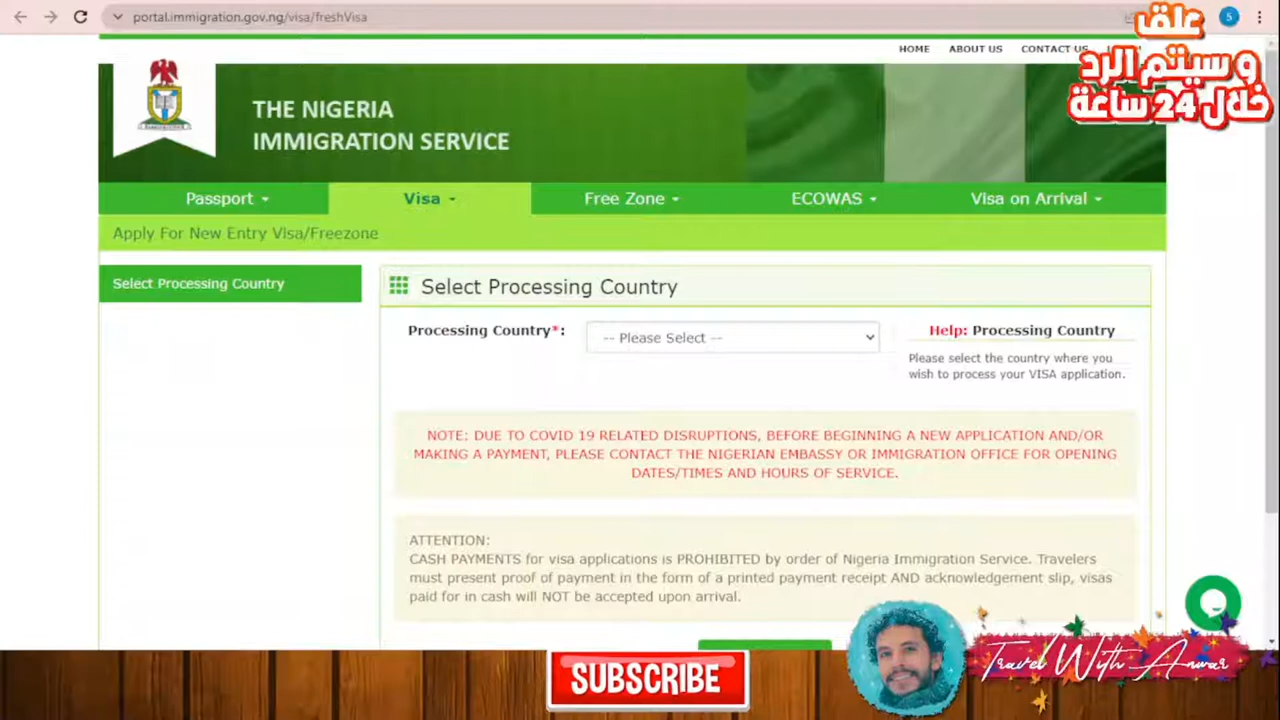 portal.immigration.gov.ng/visa/freshVisa
5
علق
و سيتم الرد
خلال 24 ساعة
HOME
ABOUT US
CONTACT US
THE NIGERIA
IMMIGRATION SERVICE
Passport
Visa
Free Zone
ECOWAS
Visa on Arrival
Apply For New Entry Visa/Freezone
Select Processing Country
Select Processing Country
Processing Country*:
-- Please Select --
Help: Processing Country
Please select the country where you
wish to process your VISA application.
NOTE: DUE TO COVID 19 RELATED DISRUPTIONS, BEFORE BEGINNING A NEW APPLICATION AND/OR
MAKING A PAYMENT, PLEASE CONTACT THE NIGERIAN EMBASSY OR IMMIGRATION OFFICE FOR OPENING
DATES/TIMES AND HOURS OF SERVICE.
ATTENTION:
CASH PAYMENTS for visa applications is PROHIBITED by order of Nigeria Immigration Service. Travelers
must present proof of payment in the form of a printed payment receipt AND acknowledgement slip, visas
paid for in cash will NOT be accepted upon arrival.
SUBSCRIBE
Travel With Anwar